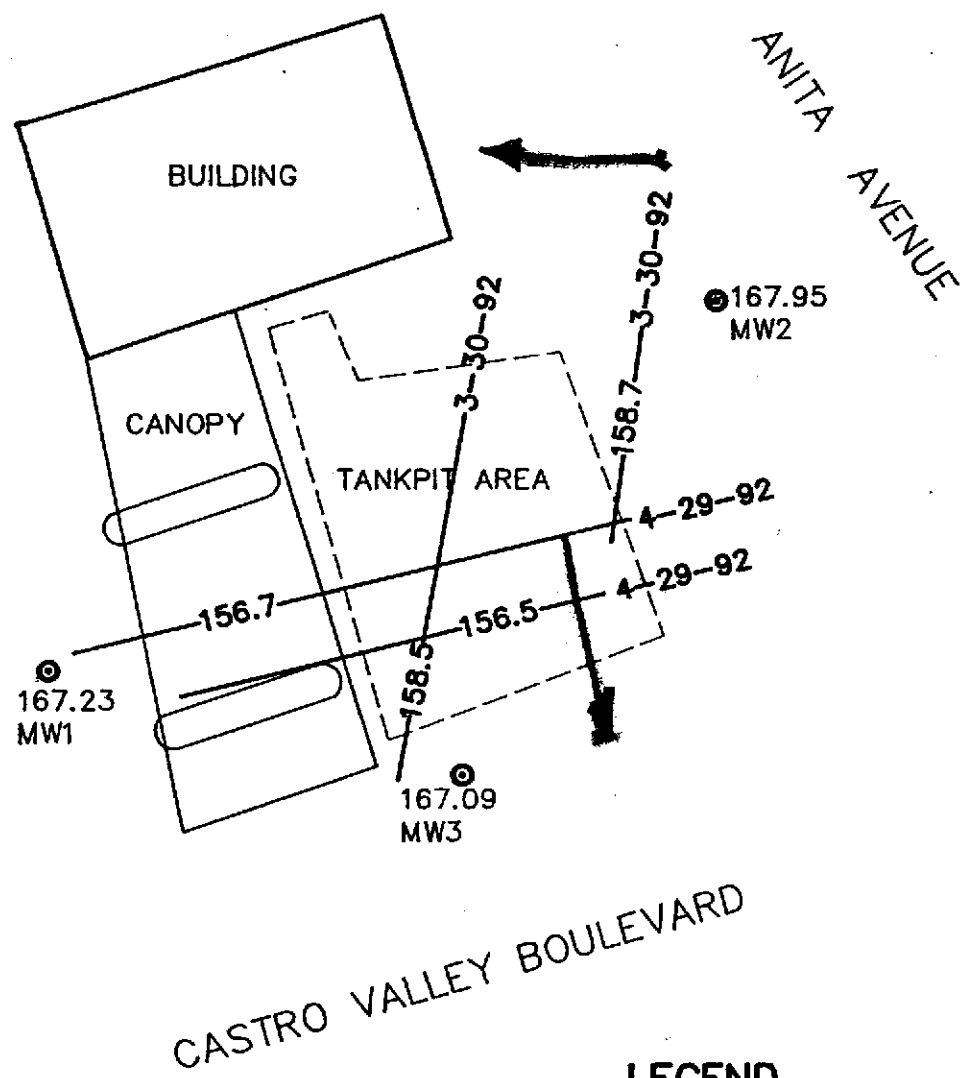 ANITA
AVENUE
BUILDING
3-30-92
3-30-92
167.95
MW2
CANOPY
158.7
TANKPIT AREA
4-29-92
4-29-92
156.7
156.5
158.5
167.23
MW1
167.09
MW3
CASTRO VALLEY BOULEVARD
LEGEND